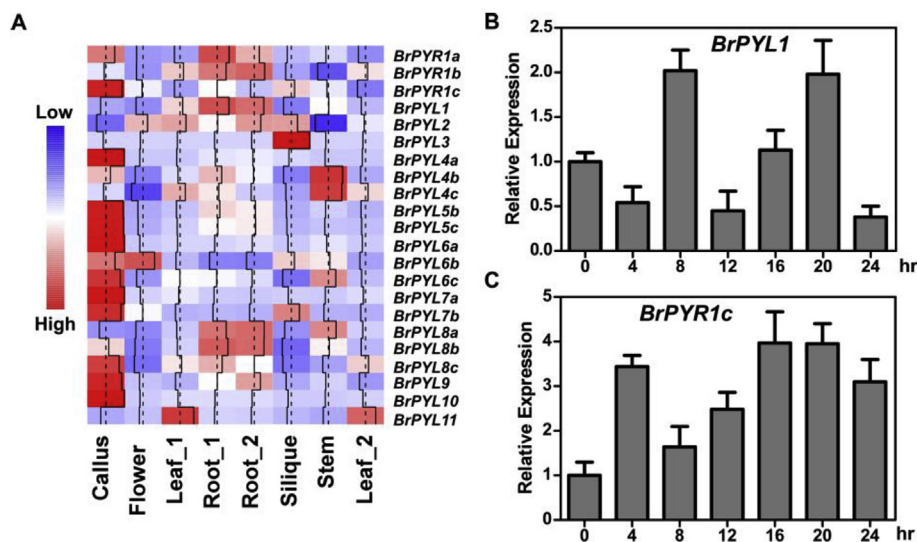 A
Low
High
BrPYR1a
BrPYR1b
BrPYR1c
BrPYL1
BrPYL2
BrPYL3
BrPYL4a
BrPYL4b
BrPYL4c
BrPYL5b
BrPYL5c
BrPYL6a
BrPYL6b
BrPYL6c
BrPYL7a
BrPYL7b
BrPYL8a
BrPYL8b
BrPYL8c
BrPYL9
BrPYL10
BrPYL11
Callus
Flower
Leaf_1
Root_1
Root_2
Silique
Stem
Leaf_2
B
BrPYL1
Relative Expression
2.5
2.0
1.5
1.0
0.5
0.0
0 4 8 12 16 20 24 hr
C
BrPYR1c
Relative Expression
5
4
3
2
1
0
0 4 8 12 16 20 24 hr